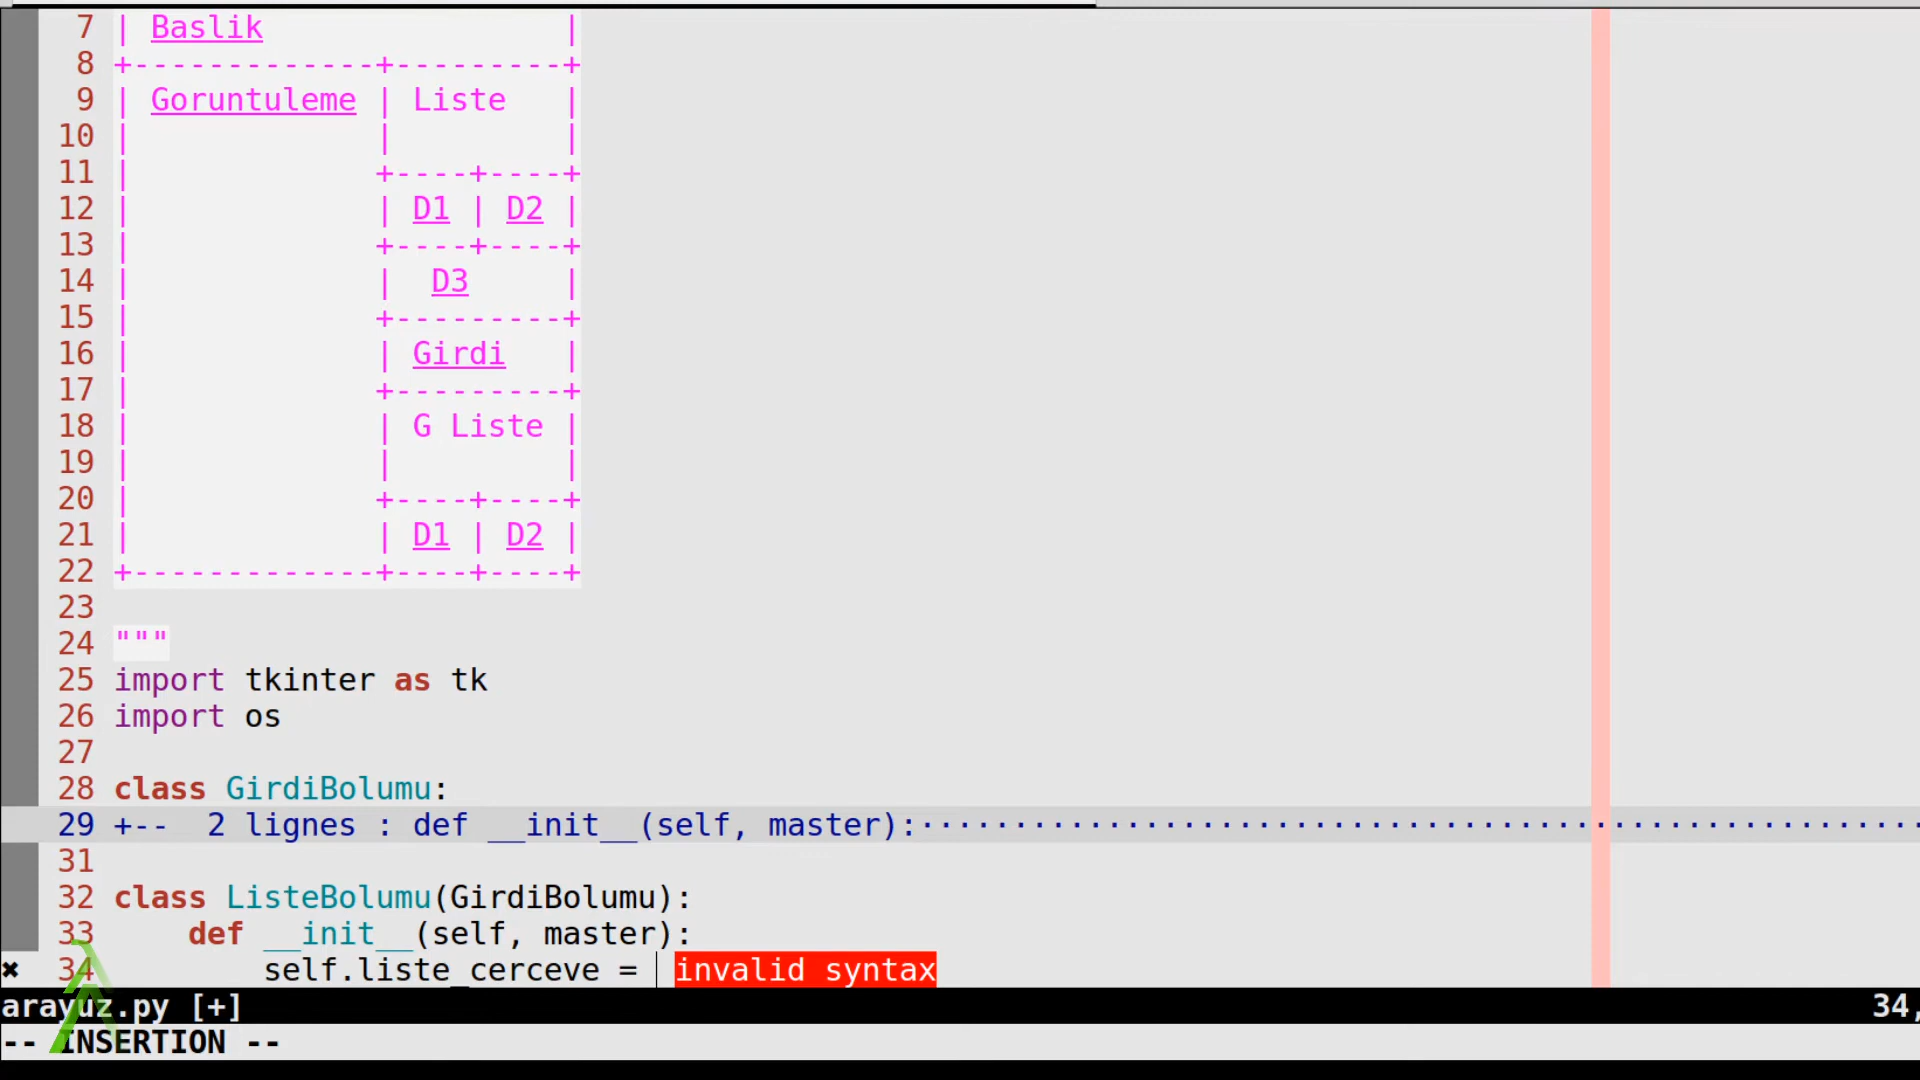 7 | Baslik                |
8 +-------------+---------+
9 | Goruntuleme | Liste   |
10 |             |         |
11 |             +----+----+
12 |             | D1 | D2 |
13 |             +----+----+
14 |             |  D3     |
15 |             +---------+
16 |             | Girdi   |
17 |             +---------+
18 |             | G Liste |
19 |             |         |
20 |             +----+----+
21 |             | D1 | D2 |
22 +-------------+----+----+
23
24 """
25 import tkinter as tk
26 import os
27
28 class GirdiBolumu:
29 +--  2 lignes : def __init__(self, master):······················································
31
32 class ListeBolumu(GirdiBolumu):
33     def __init__(self, master):
✖ 34         self.liste_cerceve = | invalid syntax
arayuz.py [+] 34,
-- INSERTION --